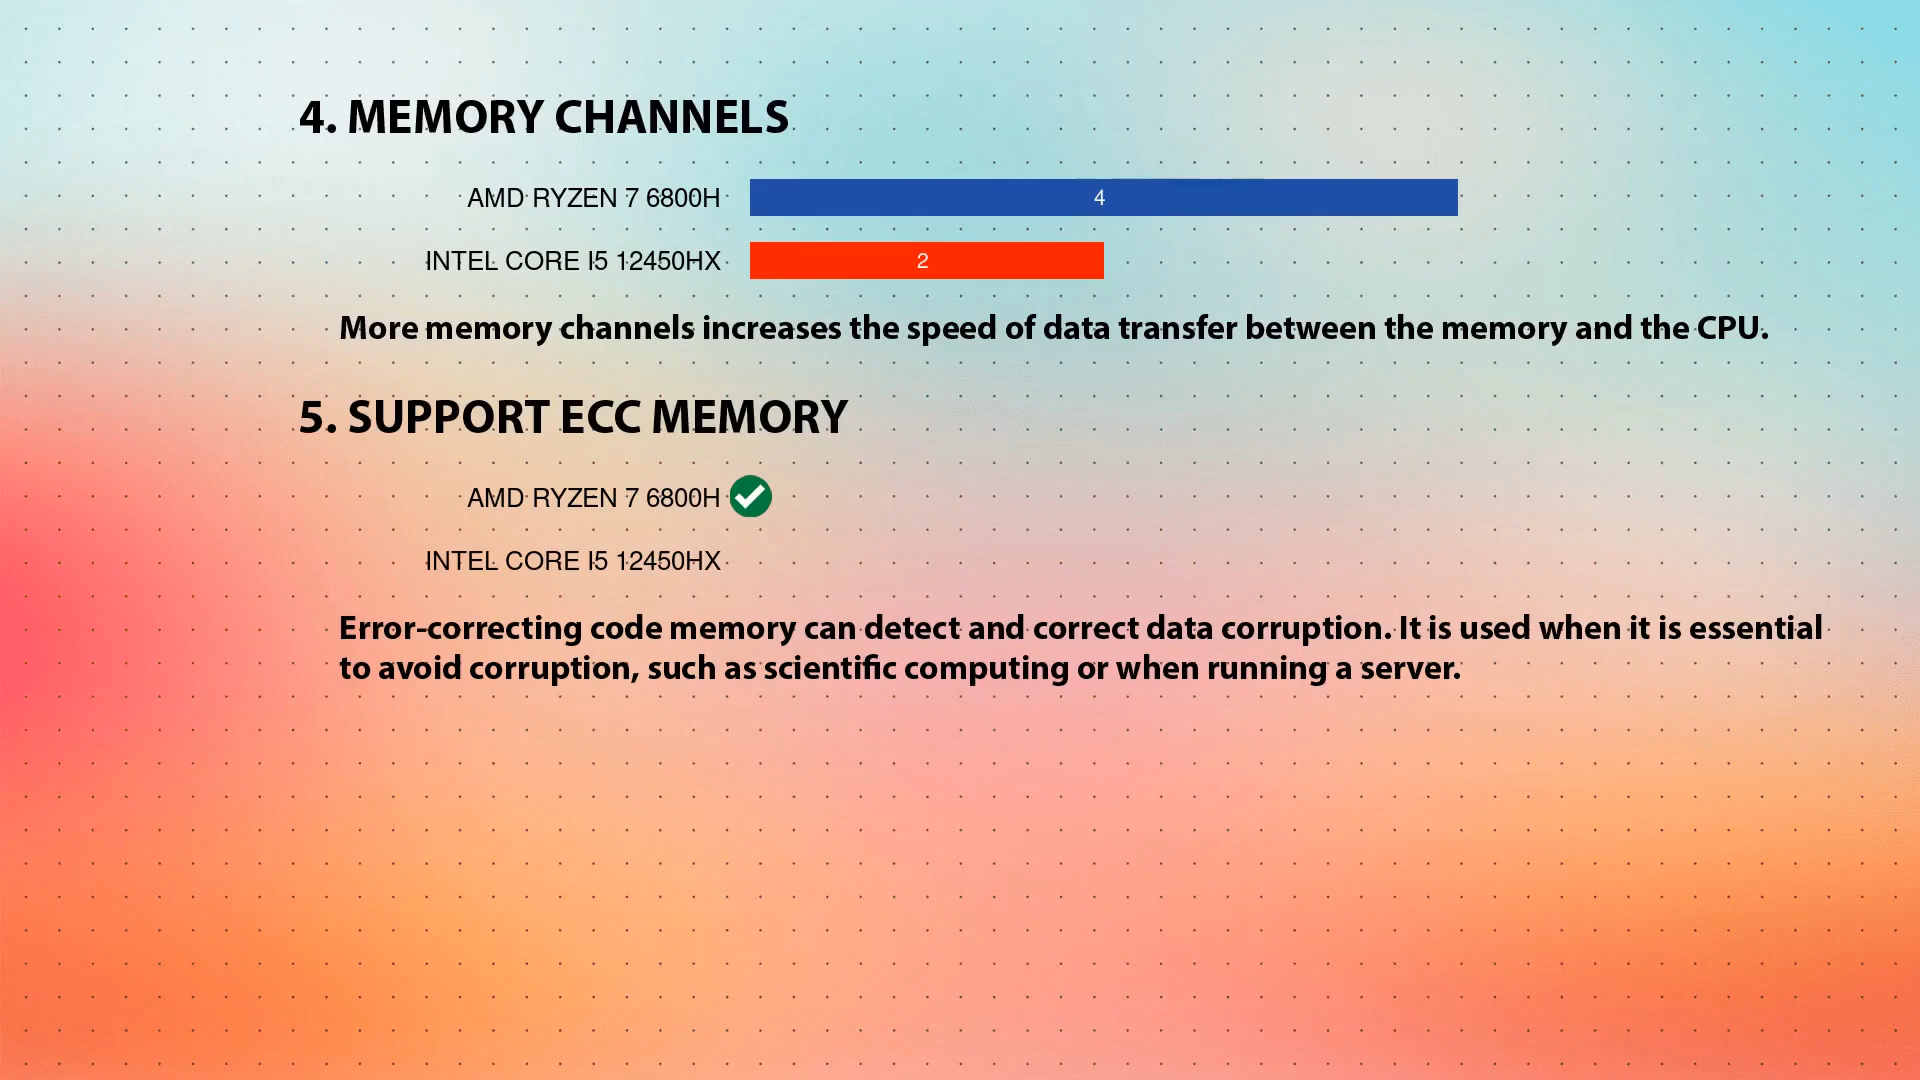 4. MEMORY CHANNELS
AMD RYZEN 7 6800H
4
INTEL CORE I5 12450HX
2
More memory channels increases the speed of data transfer between the memory and the CPU.
5. SUPPORT ECC MEMORY
AMD RYZEN 7 6800H
INTEL CORE I5 12450HX
Error-correcting code memory can detect and correct data corruption. It is used when it is essential
to avoid corruption, such as scientific computing or when running a server.